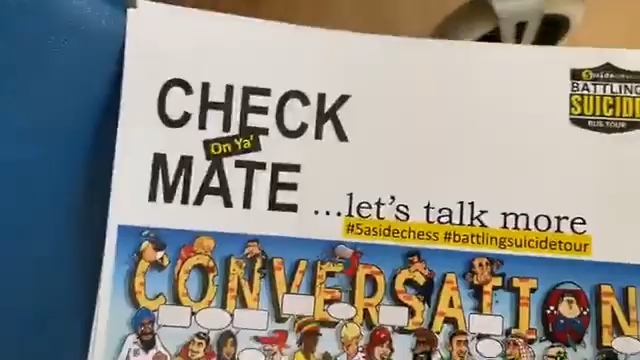 CHECK
On Ya'
MATE ...let's talk more
#5asidechess #battlingsuicidetour
BATTLING
SUICIDE
BUS TOUR
CONVERSATION